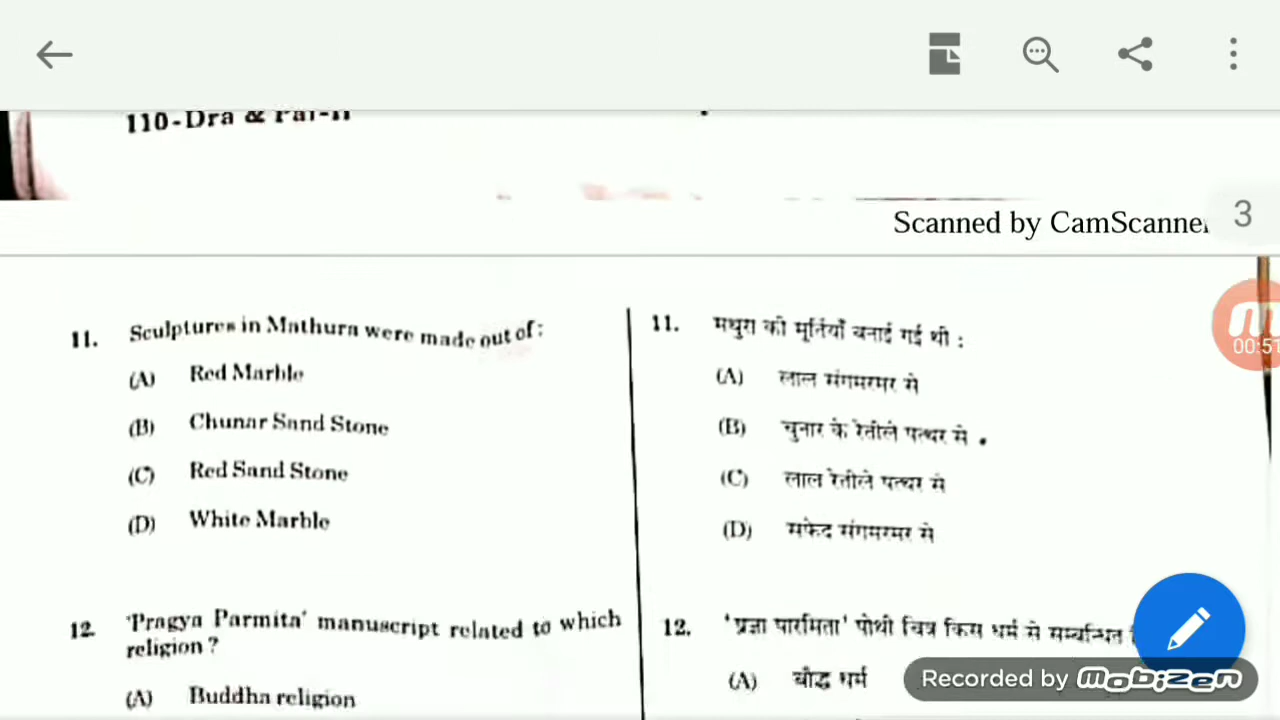 110-Dra & Pai-II
Scanned by CamScanner
3
11. Sculptures in Mathura were made out of:
(A) Red Marble
(B) Chunar Sand Stone
(C) Red Sand Stone
(D) White Marble
12. 'Pragya Parmita' manuscript related to which
religion ?
(A) Buddha religion
11. मथुरा की मूर्तियाँ बनाई गई थी :
(A) लाल संगमरमर से
(B) चुनार के रेतीले पत्थर से .
(C) लाल रेतीले पत्थर से
(D) सफेद संगमरमर से
12. 'प्रज्ञा पारमिता' पोथी चित्र किस धर्म से सम्बन्धित
(A) बौद्ध धर्म
00:51
Recorded by Mobizen